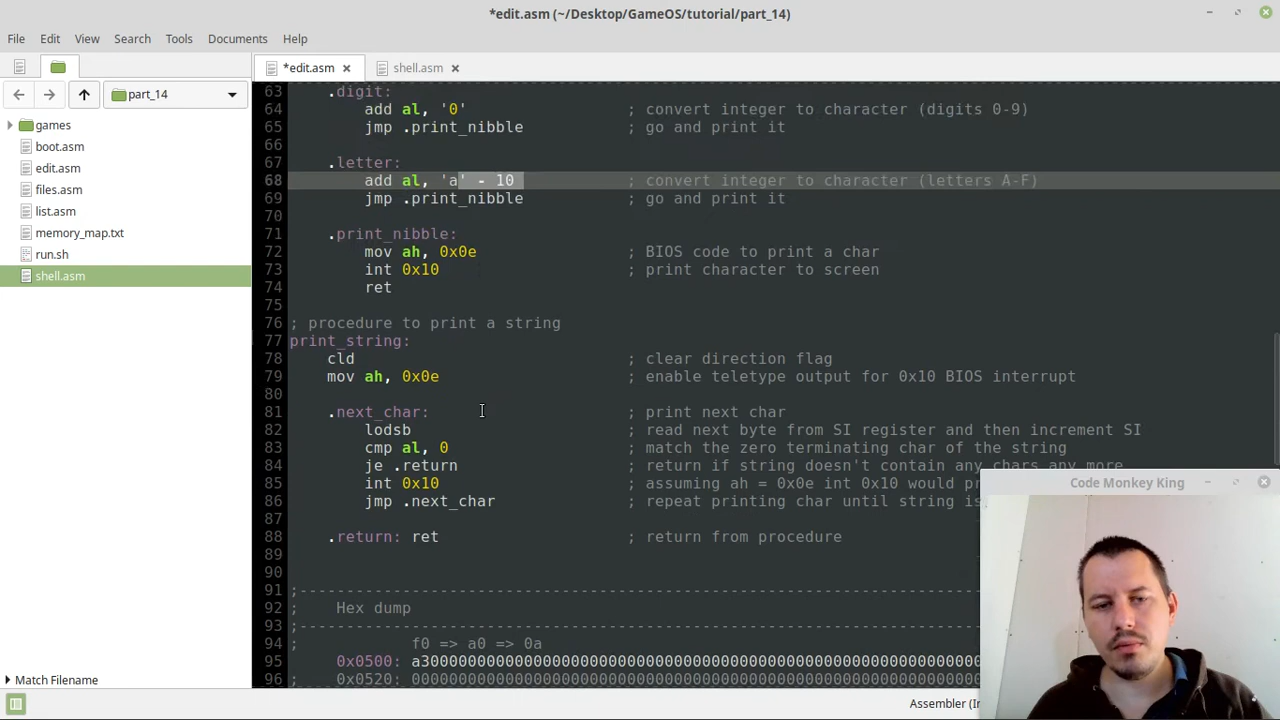 *edit.asm (~/Desktop/GameOS/tutorial/part_14)
File Edit View Search Tools Documents Help
*edit.asm shell.asm
part_14
games
boot.asm
edit.asm
files.asm
list.asm
memory_map.txt
run.sh
shell.asm
Match Filename
63 .digit:
64 add al, '0' ; convert integer to character (digits 0-9)
65 jmp .print_nibble ; go and print it
66
67 .letter:
68 add al, 'a' - 10 ; convert integer to character (letters A-F)
69 jmp .print_nibble ; go and print it
70
71 .print_nibble:
72 mov ah, 0x0e ; BIOS code to print a char
73 int 0x10 ; print character to screen
74 ret
75
76 ; procedure to print a string
77 print_string:
78 cld ; clear direction flag
79 mov ah, 0x0e ; enable teletype output for 0x10 BIOS interrupt
80
81 .next_char: ; print next char
82 lodsb ; read next byte from SI register and then increment SI
83 cmp al, 0 ; match the zero terminating char of the string
84 je .return ; return if string doesn't contain any chars any more
85 int 0x10 ; assuming ah = 0x0e int 0x10 would pr
86 jmp .next_char ; repeat printing char until string is
87
88 .return: ret ; return from procedure
89
90
91 ;-------------------------------------------------------------------------
92 ; Hex dump
93 ;-------------------------------------------------------------------------
94 ; f0 => a0 => 0a
95 0x0500: a300000000000000000000000000000000000000000000000000000000000
96 0x0520: 0000000000000000000000000000000000000000000000000000000000000
Code Monkey King
Assembler (In